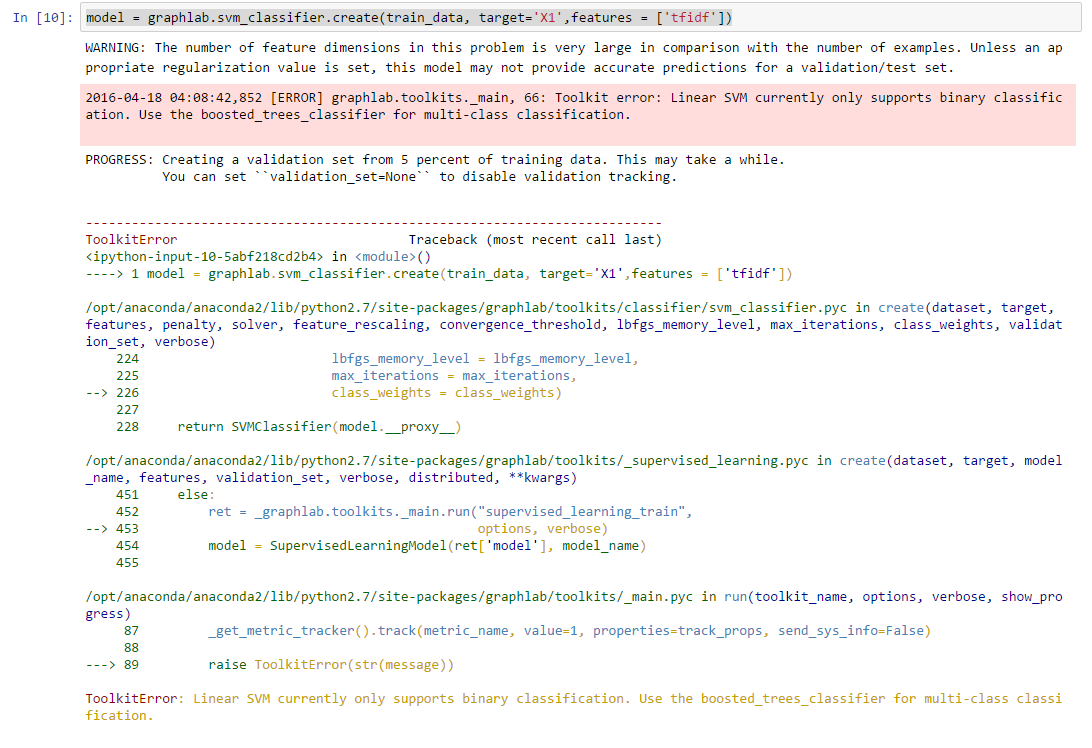 In [10]: model = graphlab.svm_classifier.create(train_data, target='X1',features = ['tfidf'])
WARNING: The number of feature dimensions in this problem is very large in comparison with the number of examples. Unless an ap
propriate regularization value is set, this model may not provide accurate predictions for a validation/test set.
2016-04-18 04:08:42,852 [ERROR] graphlab.toolkits._main, 66: Toolkit error: Linear SVM currently only supports binary classific
ation. Use the boosted_trees_classifier for multi-class classification.
PROGRESS: Creating a validation set from 5 percent of training data. This may take a while.
          You can set ``validation_set=None`` to disable validation tracking.
---------------------------------------------------------------------------
ToolkitError                              Traceback (most recent call last)
<ipython-input-10-5abf218cd2b4> in <module>()
----> 1 model = graphlab.svm_classifier.create(train_data, target='X1',features = ['tfidf'])
/opt/anaconda/anaconda2/lib/python2.7/site-packages/graphlab/toolkits/classifier/svm_classifier.pyc in create(dataset, target,
features, penalty, solver, feature_rescaling, convergence_threshold, lbfgs_memory_level, max_iterations, class_weights, validat
ion_set, verbose)
    224                         lbfgs_memory_level = lbfgs_memory_level,
    225                         max_iterations = max_iterations,
--> 226                         class_weights = class_weights)
    227
    228     return SVMClassifier(model.__proxy__)
/opt/anaconda/anaconda2/lib/python2.7/site-packages/graphlab/toolkits/_supervised_learning.pyc in create(dataset, target, model
_name, features, validation_set, verbose, distributed, **kwargs)
    451     else:
    452         ret = _graphlab.toolkits._main.run("supervised_learning_train",
--> 453                                            options, verbose)
    454         model = SupervisedLearningModel(ret['model'], model_name)
    455
/opt/anaconda/anaconda2/lib/python2.7/site-packages/graphlab/toolkits/_main.pyc in run(toolkit_name, options, verbose, show_pro
gress)
     87         _get_metric_tracker().track(metric_name, value=1, properties=track_props, send_sys_info=False)
     88
---> 89         raise ToolkitError(str(message))
ToolkitError: Linear SVM currently only supports binary classification. Use the boosted_trees_classifier for multi-class classi
fication.